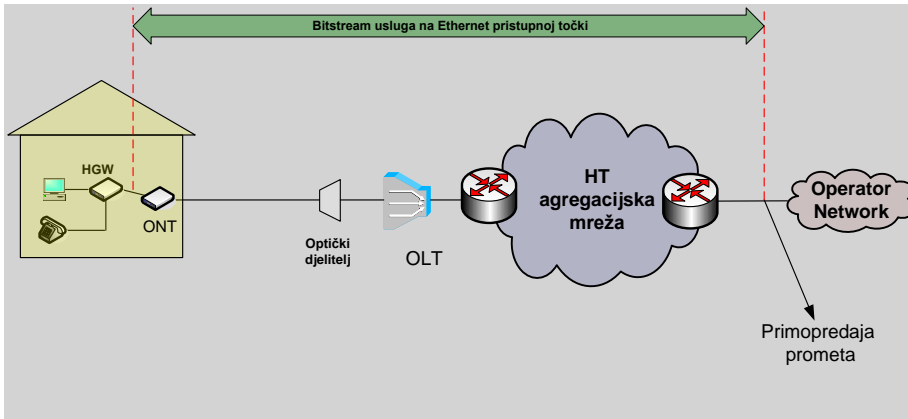 Bitstream usluga na Ethernet pristupnoj točki
HGW
ONT
Optički
djelitelj
OLT
HT
agregacijska
mreža
Operator
Network
Primopredaja
prometa